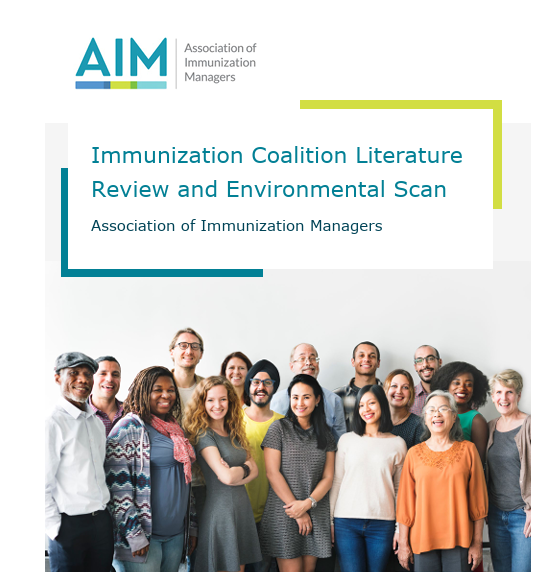 AIM
Association of
Immunization
Managers
Immunization Coalition Literature
Review and Environmental Scan
Association of Immunization Managers